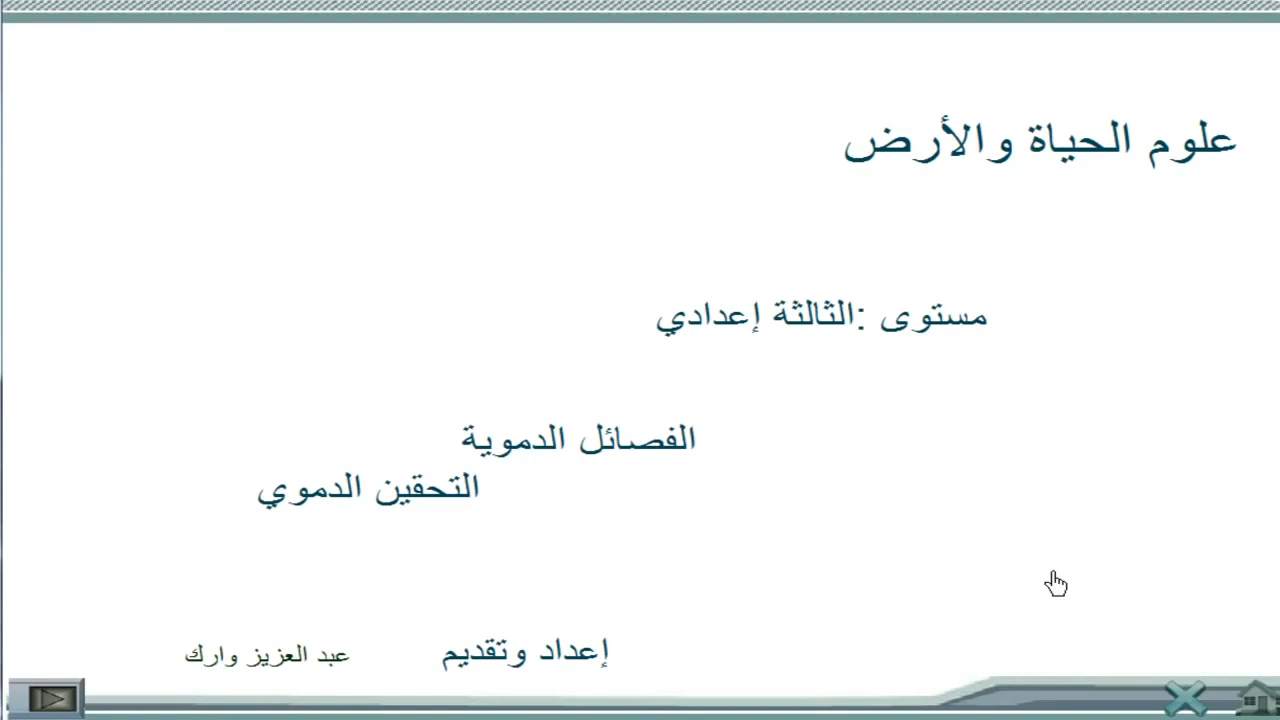 علوم الحياة والأرض
مستوى :الثالثة إعدادي
الفصائل الدموية
التحقين الدموي
إعداد وتقديم عبد العزيز وارك